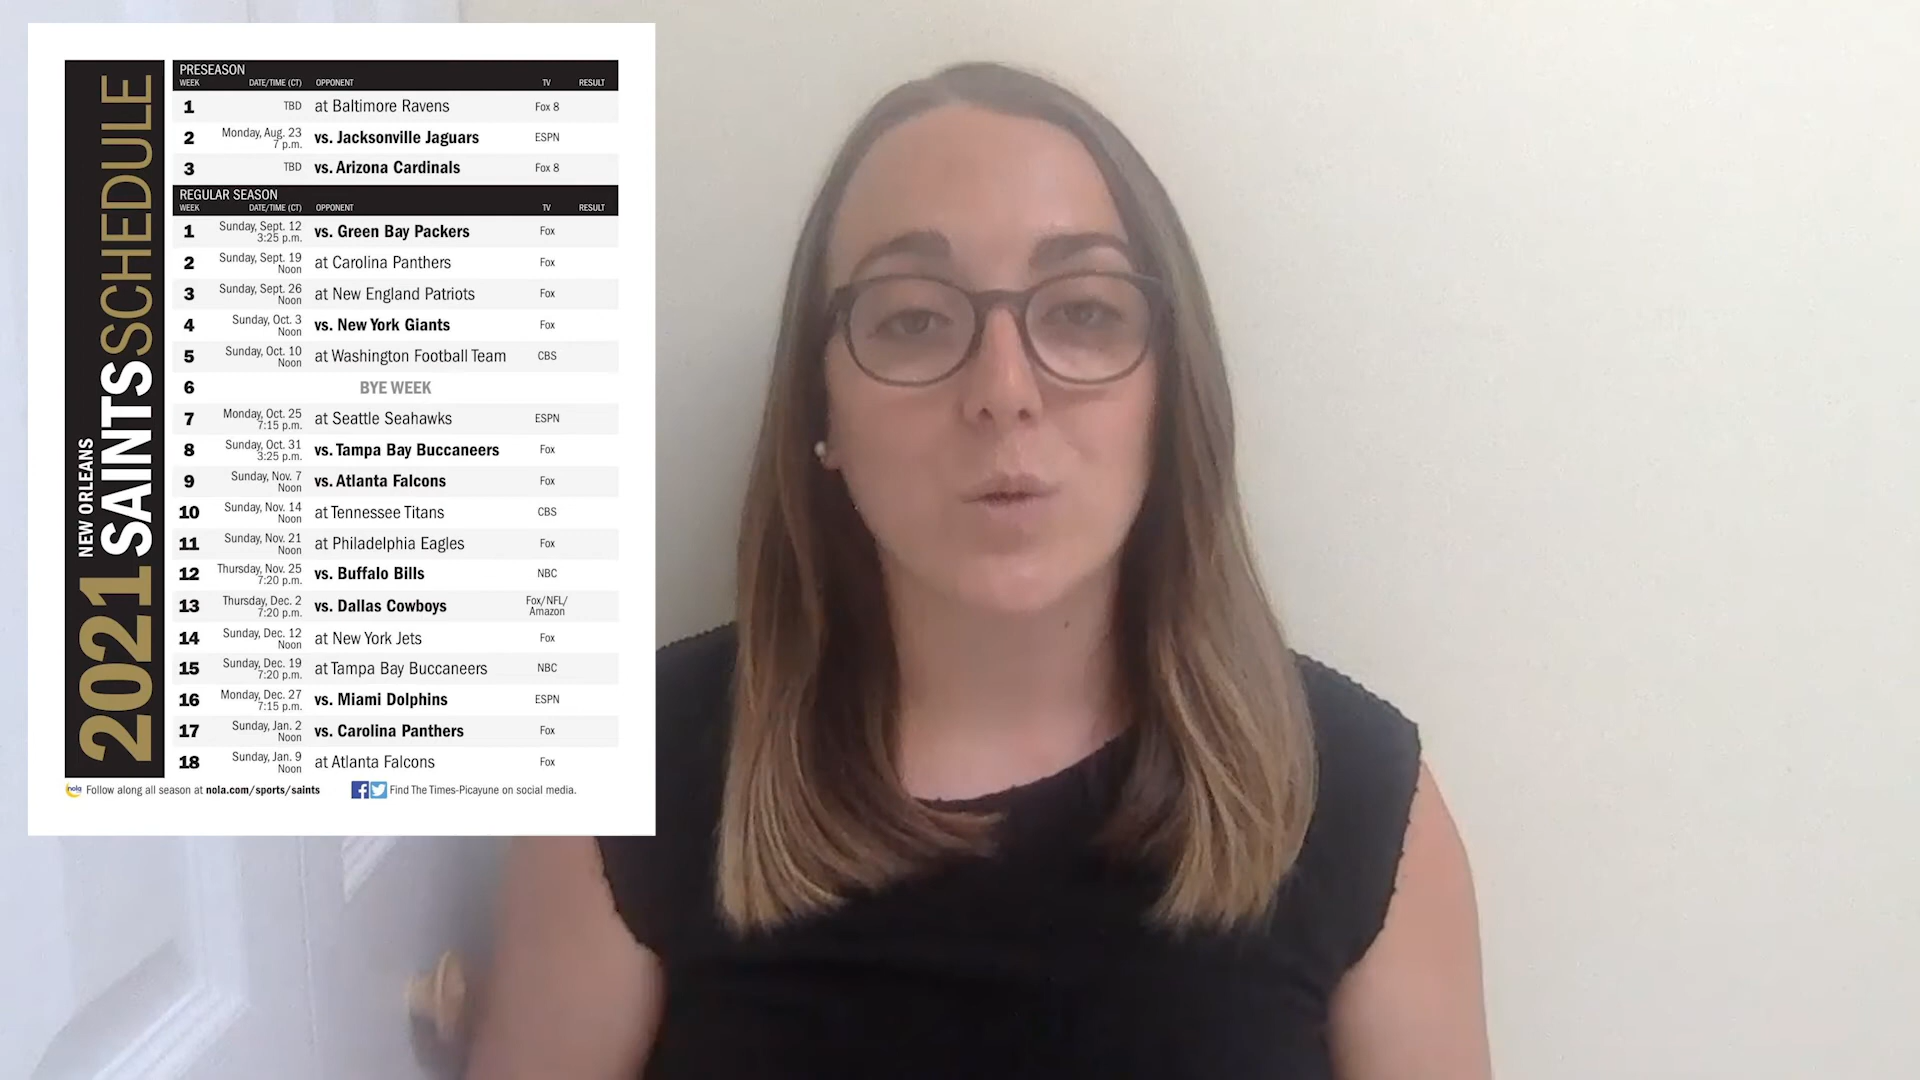 2021 NEW ORLEANS SAINTS SCHEDULE
PRESEASON
WEEK DATE/TIME (CT) OPPONENT TV RESULT
1 TBD at Baltimore Ravens Fox 8
2 Monday, Aug. 23 7 p.m. vs. Jacksonville Jaguars ESPN
3 TBD vs. Arizona Cardinals Fox 8
REGULAR SEASON
WEEK DATE/TIME (CT) OPPONENT TV RESULT
1 Sunday, Sept. 12 3:25 p.m. vs. Green Bay Packers Fox
2 Sunday, Sept. 19 Noon at Carolina Panthers Fox
3 Sunday, Sept. 26 Noon at New England Patriots Fox
4 Sunday, Oct. 3 Noon vs. New York Giants Fox
5 Sunday, Oct. 10 Noon at Washington Football Team CBS
6 BYE WEEK
7 Monday, Oct. 25 7:15 p.m. at Seattle Seahawks ESPN
8 Sunday, Oct. 31 3:25 p.m. vs. Tampa Bay Buccaneers Fox
9 Sunday, Nov. 7 Noon vs. Atlanta Falcons Fox
10 Sunday, Nov. 14 Noon at Tennessee Titans CBS
11 Sunday, Nov. 21 Noon at Philadelphia Eagles Fox
12 Thursday, Nov. 25 7:20 p.m. vs. Buffalo Bills NBC
13 Thursday, Dec. 2 7:20 p.m. vs. Dallas Cowboys Fox/NFL/ Amazon
14 Sunday, Dec. 12 Noon at New York Jets Fox
15 Sunday, Dec. 19 7:20 p.m. at Tampa Bay Buccaneers NBC
16 Monday, Dec. 27 7:15 p.m. vs. Miami Dolphins ESPN
17 Sunday, Jan. 2 Noon vs. Carolina Panthers Fox
18 Sunday, Jan. 9 Noon at Atlanta Falcons Fox
nola Follow along all season at nola.com/sports/saints f Find The Times-Picayune on social media.